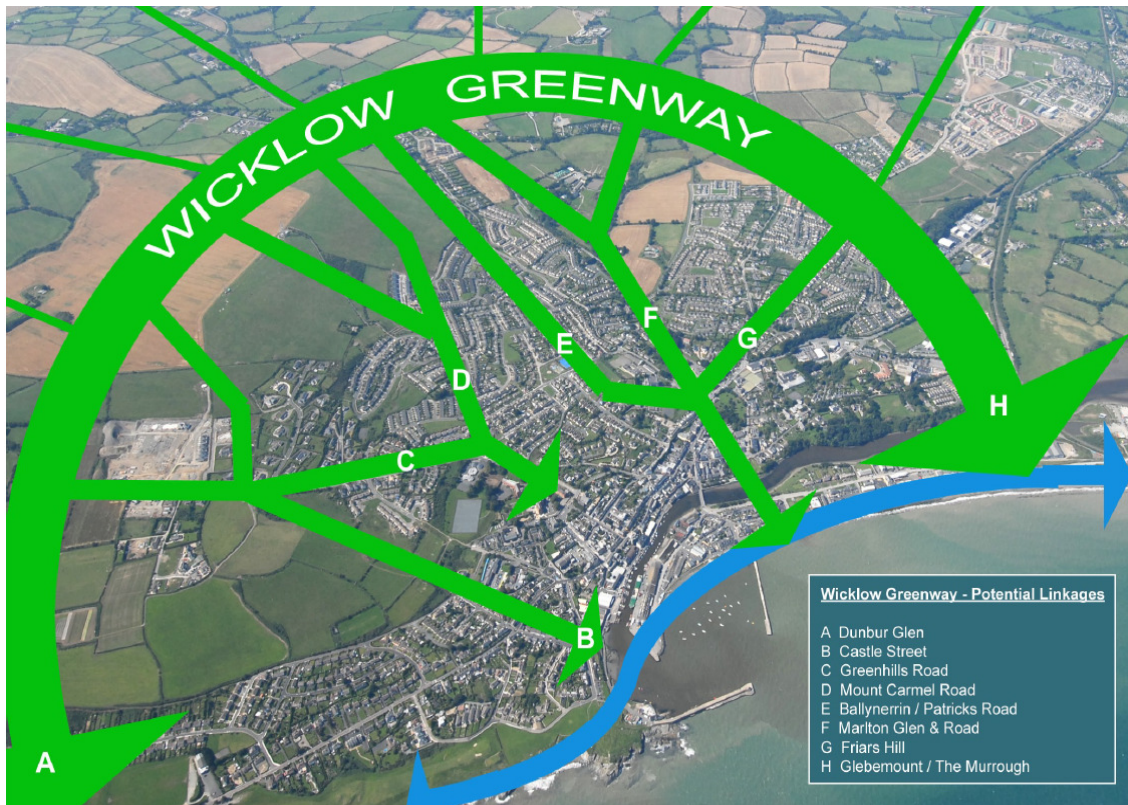 WICKLOW GREENWAY
F
E
G
D
H
C
B
A
Wicklow Greenway - Potential Linkages
A Dunbur Glen
B Castle Street
C Greenhills Road
D Mount Carmel Road
E Ballynerrin / Patricks Road
F Marlton Glen & Road
G Friars Hill
H Glebemount / The Murrough